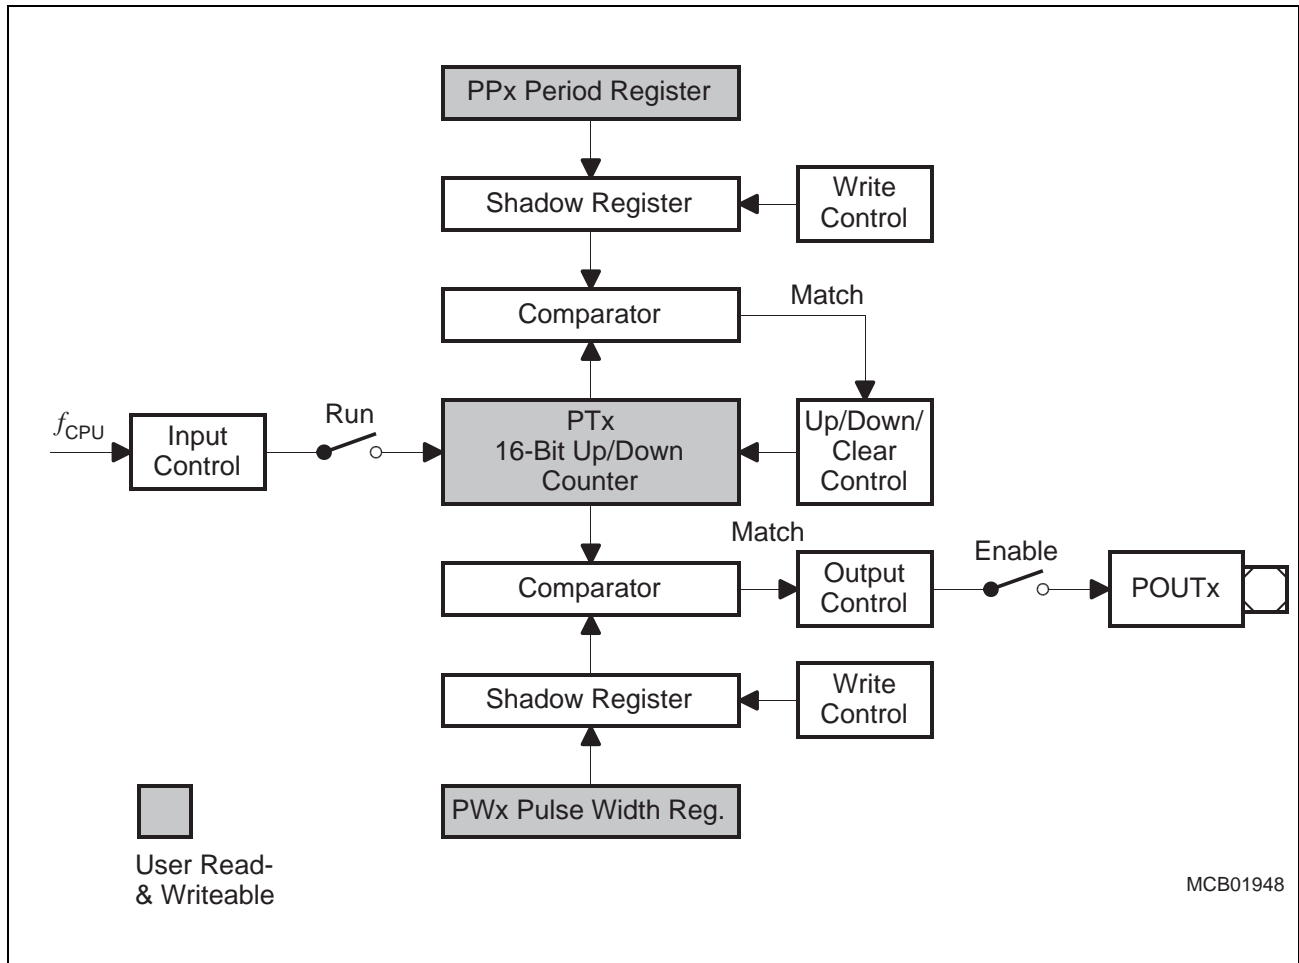 PPx Period Register
Shadow Register
Write
Control
Comparator
Match
fCPU
Input
Control
Run
PTx
16-Bit Up/Down
Counter
Up/Down/
Clear
Control
Match
Comparator
Output
Control
Enable
POUTx
Shadow Register
Write
Control
PWx Pulse Width Reg.
User Read-
& Writeable
MCB01948